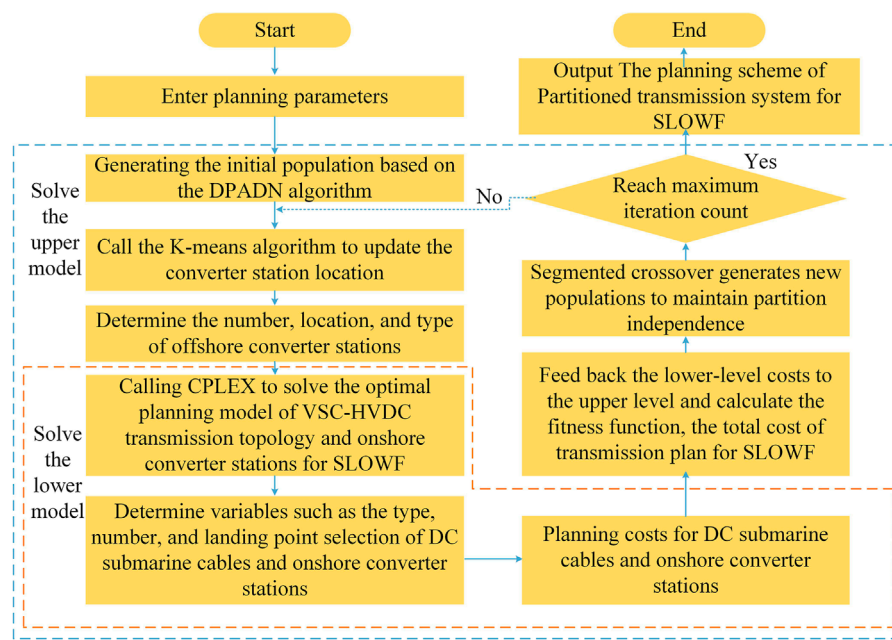 Start
Enter planning parameters
Solve
the
upper
model
Generating the initial population based on
the DPADN algorithm
Call the K-means algorithm to update the
converter station location
Determine the number, location, and type
of offshore converter stations
Solve
the
lower
model
Calling CPLEX to solve the optimal
planning model of VSC-HVDC
transmission topology and onshore
converter stations for SLOWF
Determine variables such as the type,
number, and landing point selection of DC
submarine cables and onshore converter
stations
Planning costs for DC submarine
cables and onshore converter
stations
Feed back the lower-level costs to
the upper level and calculate the
fitness function, the total cost of
transmission plan for SLOWF
Segmented crossover generates new
populations to maintain partition
independence
Reach maximum
iteration count
No
Yes
Output The planning scheme of
Partitioned transmission system for
SLOWF
End